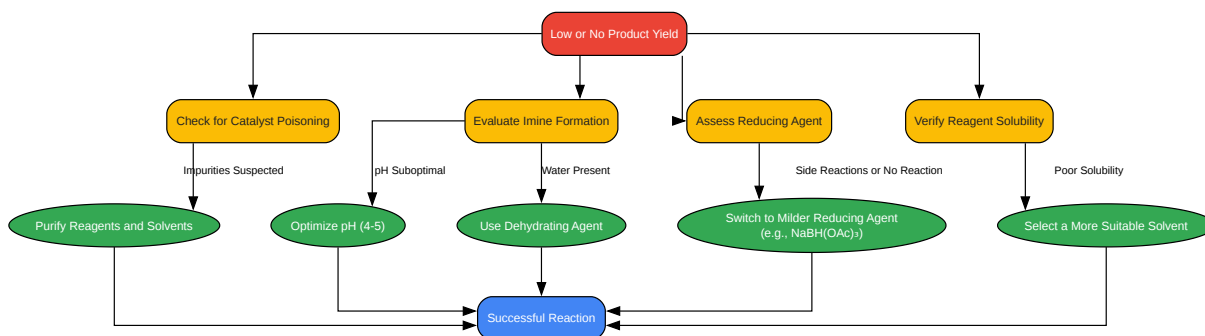 Low or No Product Yield
Check for Catalyst Poisoning
Evaluate Imine Formation
Assess Reducing Agent
Verify Reagent Solubility
Impurities Suspected
pH Suboptimal
Water Present
Side Reactions or No Reaction
Poor Solubility
Purify Reagents and Solvents
Optimize pH (4-5)
Use Dehydrating Agent
Switch to Milder Reducing Agent
(e.g., NaBH(OAc)₃)
Select a More Suitable Solvent
Successful Reaction